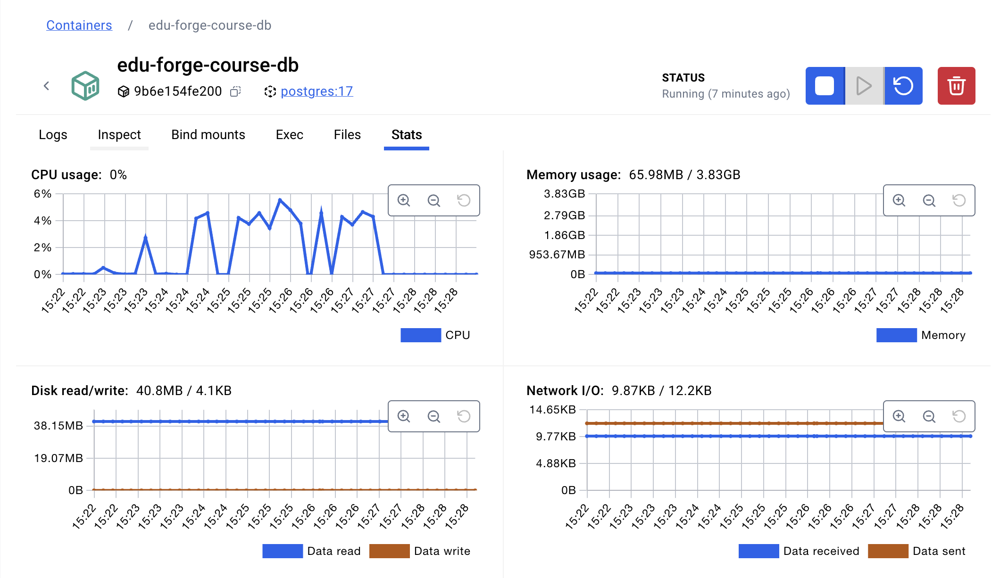 Containers / edu-forge-course-db
edu-forge-course-db
9b6e154fe200 postgres:17
STATUS
Running (7 minutes ago)
Logs Inspect Bind mounts Exec Files Stats
CPU usage: 0%
6%
4%
2%
0%
15:22 15:22 15:23 15:23 15:23 15:24 15:24 15:24 15:25 15:25 15:25 15:26 15:26 15:26 15:27 15:27 15:27 15:28 15:28 15:28
CPU
Memory usage: 65.98MB / 3.83GB
3.83GB
2.79GB
1.86GB
953.67MB
0B
15:22 15:22 15:23 15:23 15:23 15:24 15:24 15:25 15:25 15:25 15:26 15:26 15:26 15:27 15:27 15:28 15:28 15:28
Memory
Disk read/write: 40.8MB / 4.1KB
38.15MB
19.07MB
0B
15:22 15:22 15:23 15:23 15:23 15:24 15:24 15:25 15:25 15:25 15:26 15:26 15:26 15:27 15:27 15:28 15:28 15:28
Data read Data write
Network I/O: 9.87KB / 12.2KB
14.65KB
9.77KB
4.88KB
0B
15:22 15:22 15:23 15:23 15:23 15:24 15:24 15:25 15:25 15:25 15:26 15:26 15:26 15:27 15:27 15:28 15:28 15:28
Data received Data sent